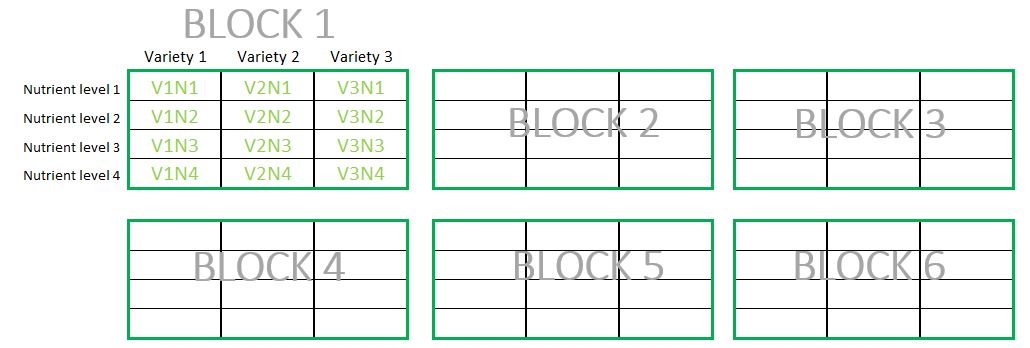 BLOCK 1
Variety 1 Variety 2 Variety 3
Nutrient level 1 V1N1 V2N1 V3N1
Nutrient level 2 V1N2 V2N2 V3N2
Nutrient level 3 V1N3 V2N3 V3N3
Nutrient level 4 V1N4 V2N4 V3N4
BLOCK 2
BLOCK 3
BLOCK 4
BLOCK 5
BLOCK 6